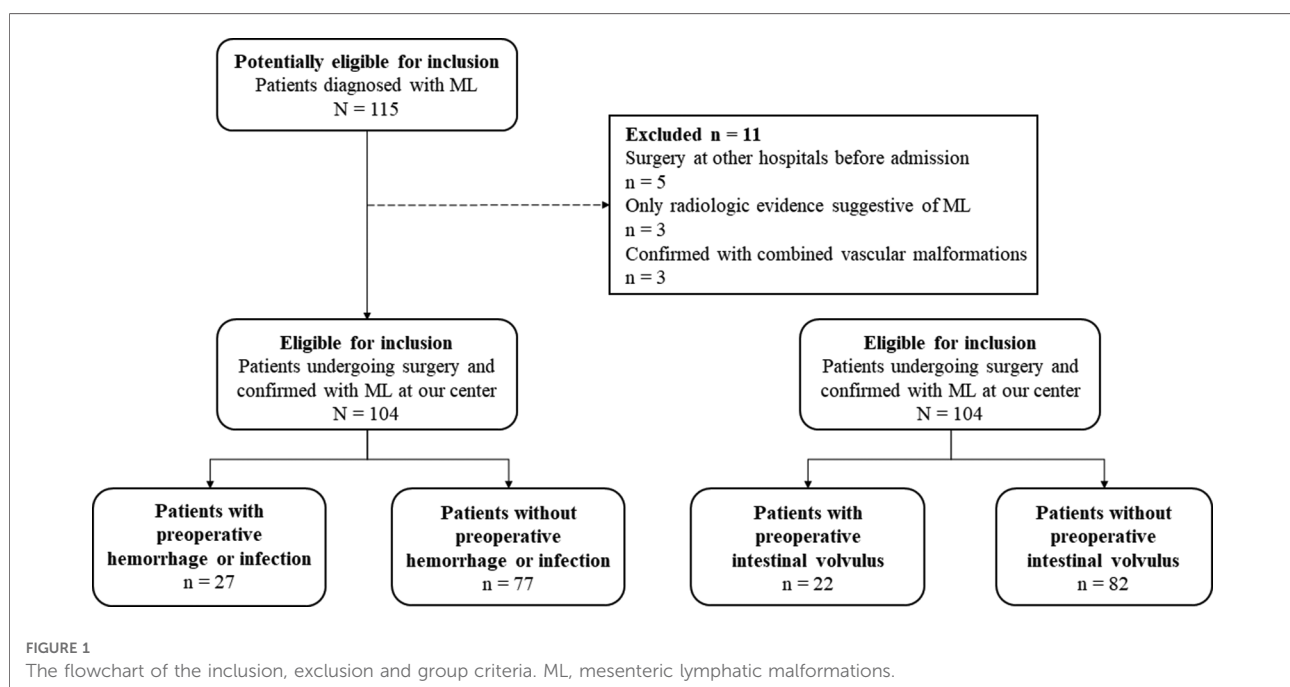 Potentially eligible for inclusion
Patients diagnosed with ML
N = 115
Excluded n = 11
Surgery at other hospitals before admission
n = 5
Only radiologic evidence suggestive of ML
n = 3
Confirmed with combined vascular malformations
n = 3
Eligible for inclusion
Patients undergoing surgery and
confirmed with ML at our center
N = 104
Eligible for inclusion
Patients undergoing surgery and
confirmed with ML at our center
N = 104
Patients with
preoperative
hemorrhage or infection
n = 27
Patients without
preoperative
hemorrhage or infection
n = 77
Patients with
preoperative
intestinal volvulus
n = 22
Patients without
preoperative
intestinal volvulus
n = 82
FIGURE 1
The flowchart of the inclusion, exclusion and group criteria. ML, mesenteric lymphatic malformations.